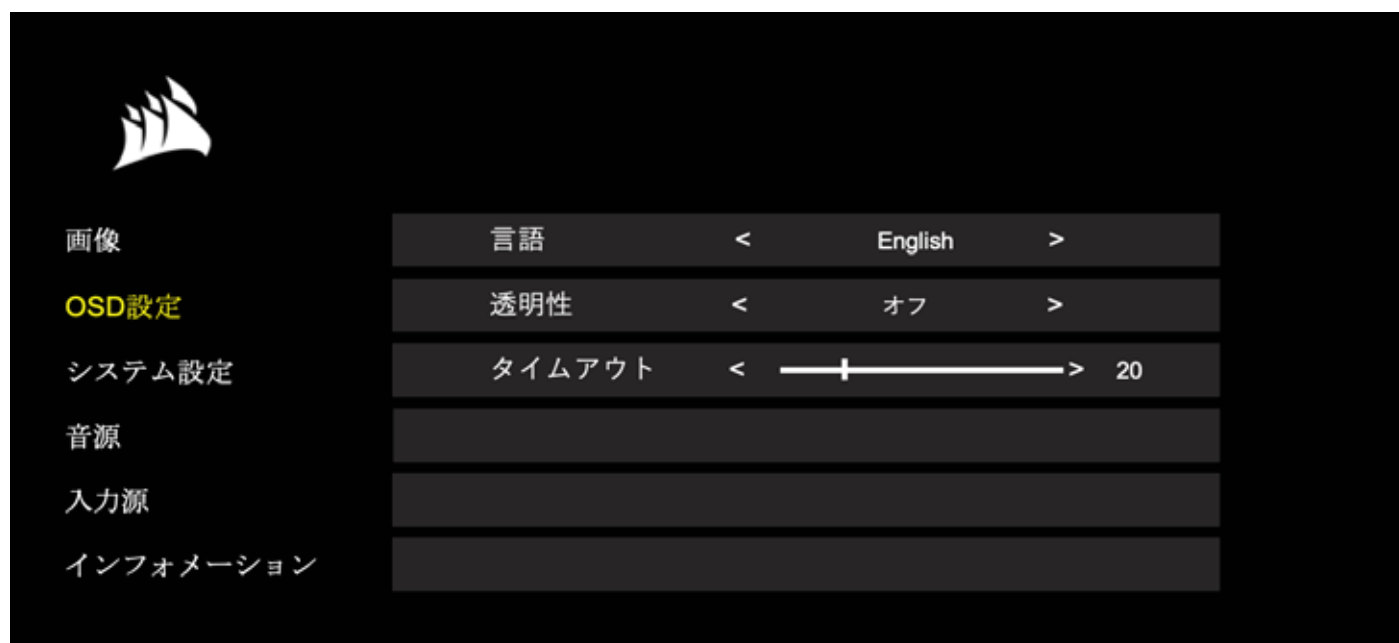 画像 言語 < English >
OSD設定 透明性 < オフ >
システム設定 タイムアウト < > 20
音源
入力源
インフォメーション